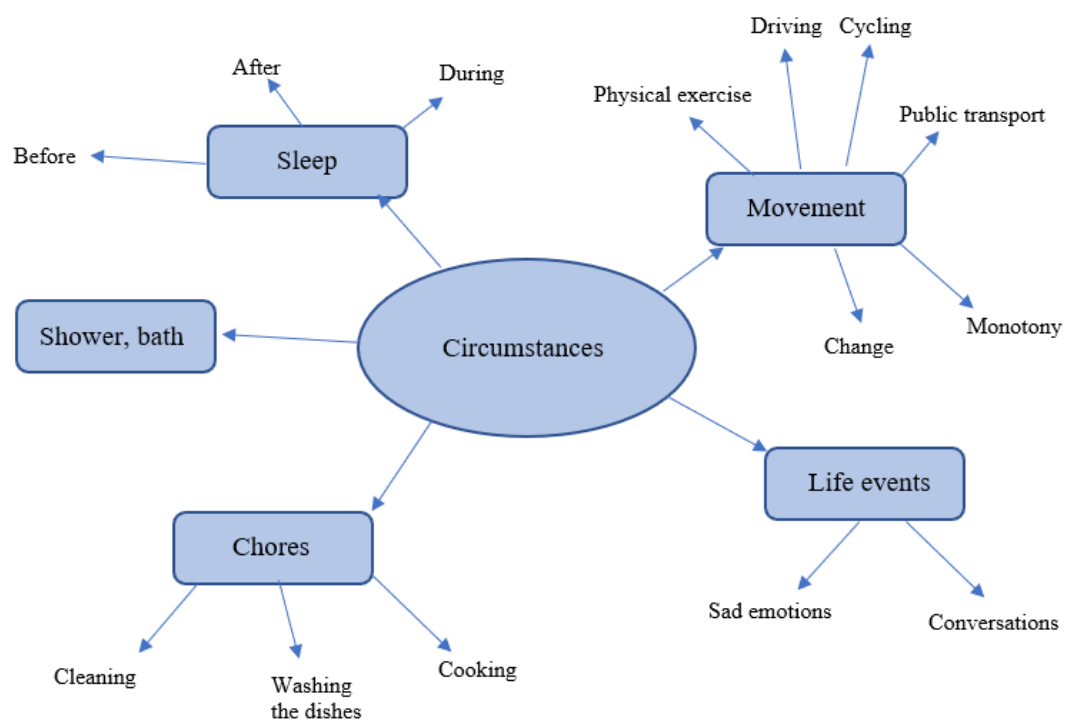 Driving
Cycling
After
During
Physical exercise
Public transport
Before
Sleep
Movement
Shower, bath
Circumstances
Change
Monotony
Life events
Chores
Sad emotions
Conversations
Cleaning
Washing
the dishes
Cooking